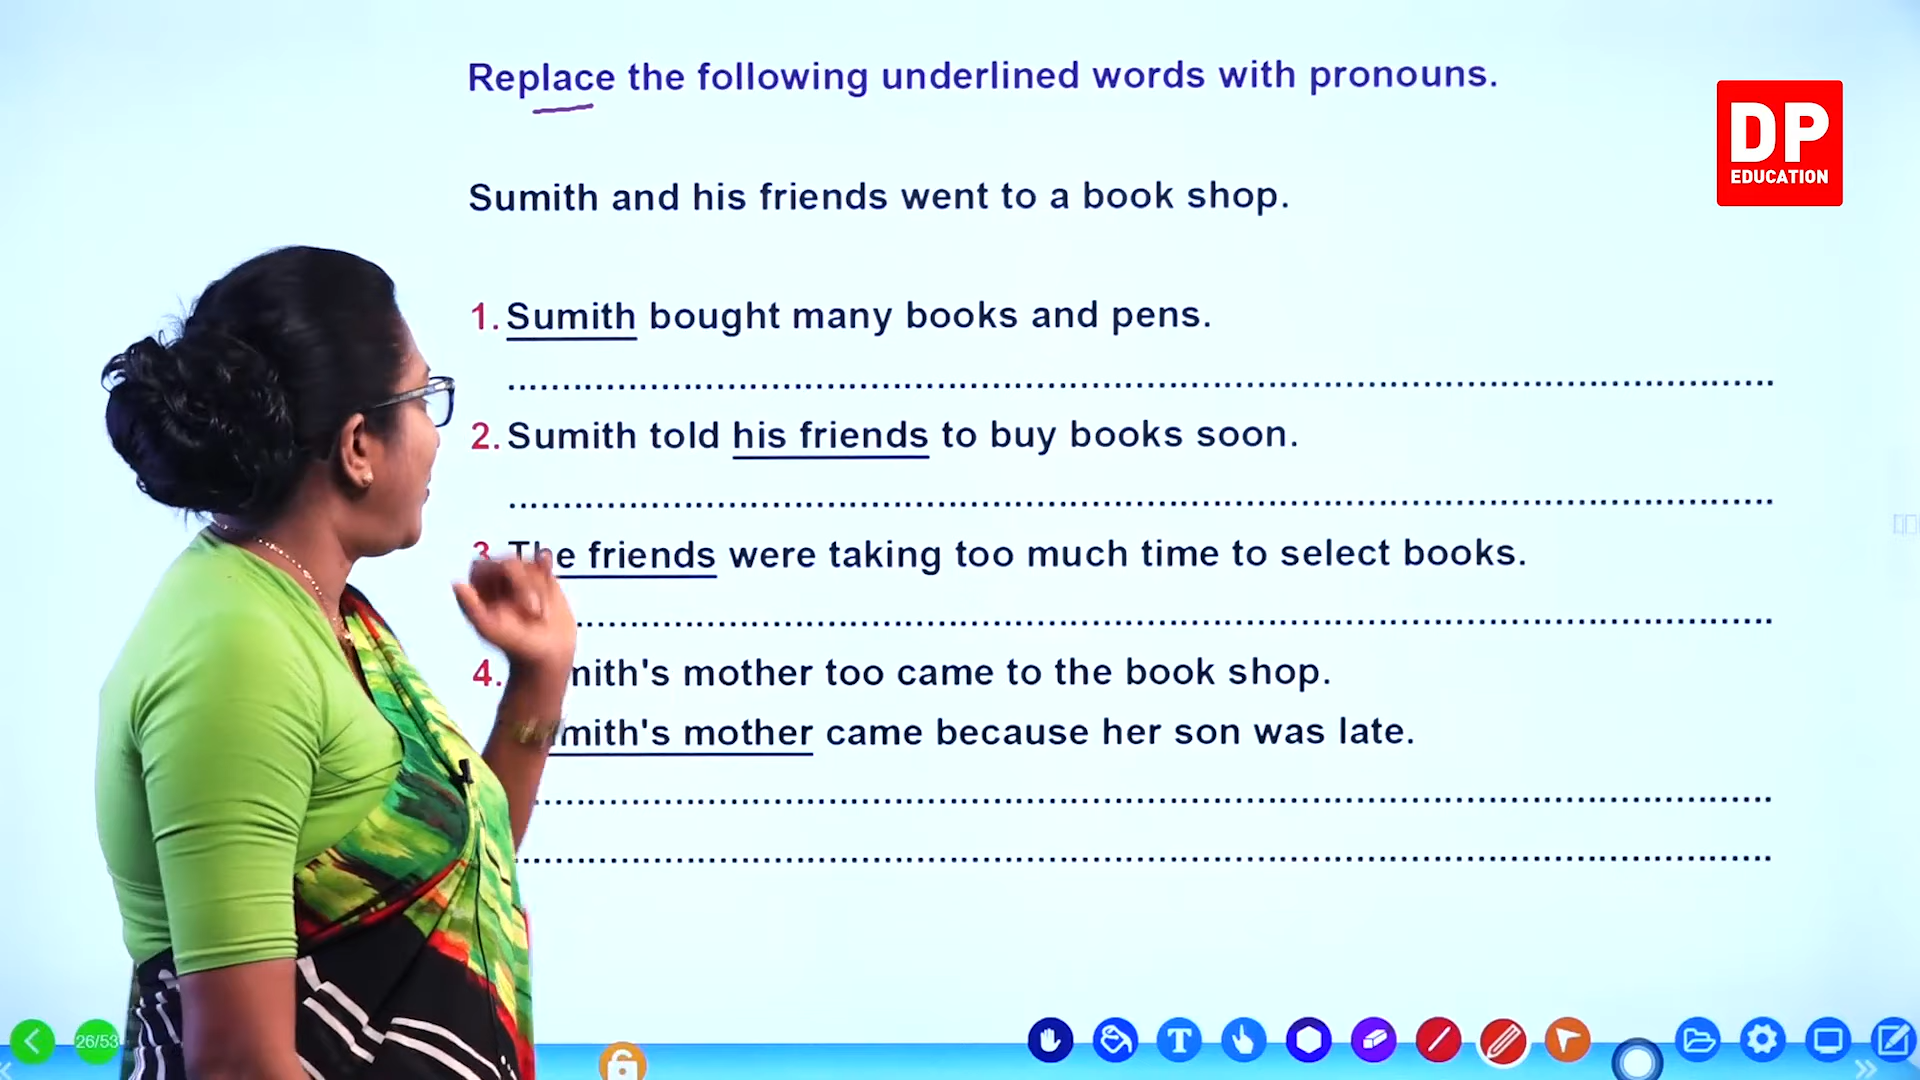 Replace the following underlined words with pronouns.
DP
EDUCATION
Sumith and his friends went to a book shop.
1. Sumith bought many books and pens.
2. Sumith told his friends to buy books soon.
3. The friends were taking too much time to select books.
4. mith's mother too came to the book shop.
mith's mother came because her son was late.
26/53
T